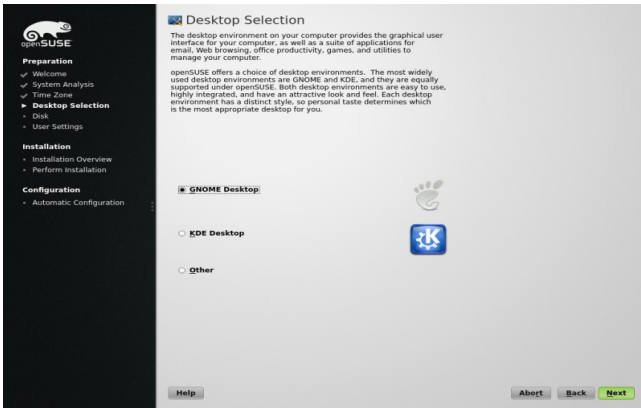 openSUSE
Preparation
Welcome
System Analysis
Time Zone
Desktop Selection
Disk
User Settings
Installation
Installation Overview
Perform Installation
Configuration
Automatic Configuration
Desktop Selection
The desktop environment on your computer provides the graphical user
interface for your computer, as well as a suite of applications for
email, Web browsing, office productivity, games, and utilities to
manage your computer.
openSUSE offers a choice of desktop environments. The most widely
used desktop environments are GNOME and KDE, and they are equally
supported under openSUSE. Both desktop environments are easy to use,
highly integrated, and have an attractive look and feel. Each desktop
environment has a distinct style, so personal taste determines which
is the most appropriate desktop for you.
GNOME Desktop
KDE Desktop
K
Other
Help
Abort
Back
Next